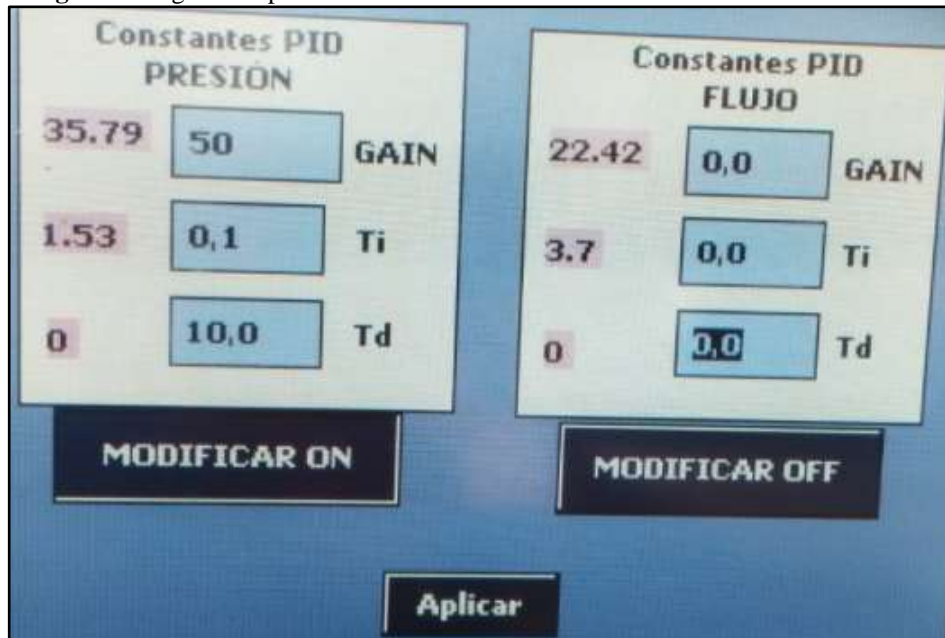 Constantes PID
PRESIÓN
35.79 50 GAIN
1.53 0,1 Ti
0 10,0 Td
MODIFICAR ON
Constantes PID
FLUJO
22.42 0,0 GAIN
3.7 0,0 Ti
0 0,0 Td
MODIFICAR OFF
Aplicar